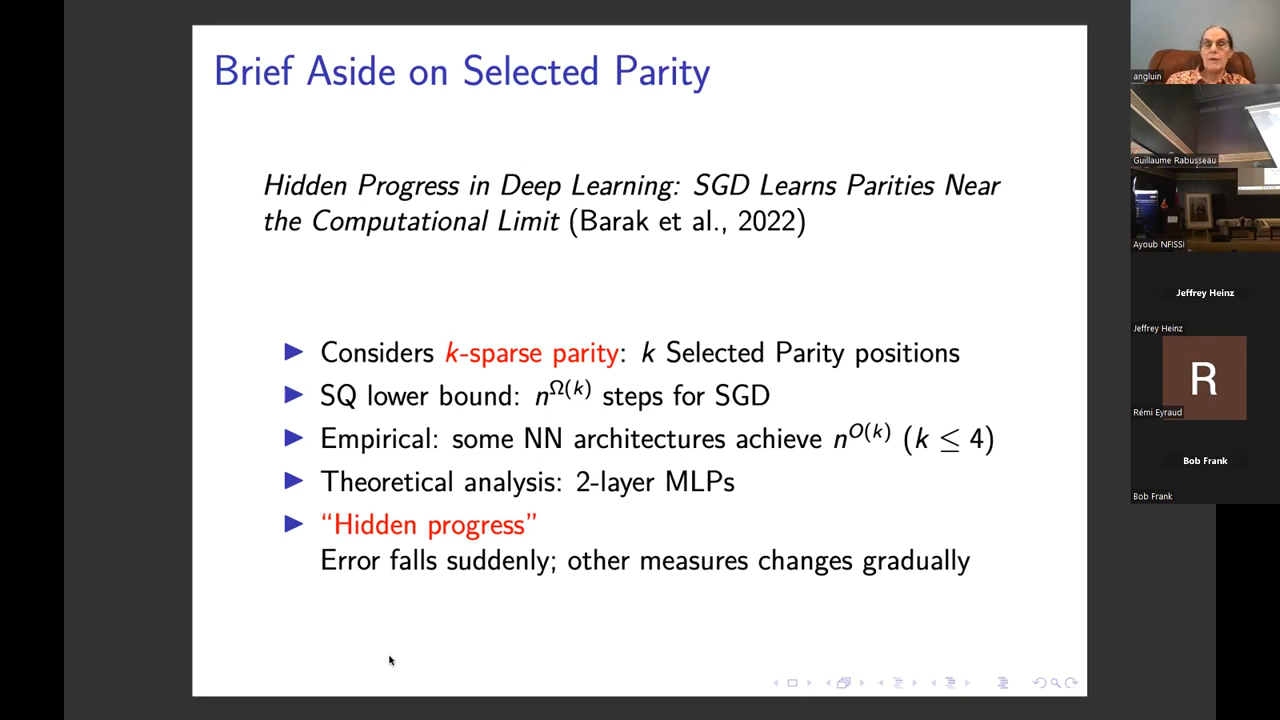 Brief Aside on Selected Parity
Hidden Progress in Deep Learning: SGD Learns Parities Near
the Computational Limit (Barak et al., 2022)
Considers k-sparse parity: k Selected Parity positions
SQ lower bound: n^Ω(k) steps for SGD
Empirical: some NN architectures achieve n^O(k) (k ≤ 4)
Theoretical analysis: 2-layer MLPs
“Hidden progress”
Error falls suddenly; other measures changes gradually
angluin
Guillaume Rabusseau
Ayoub NFISSI
Jeffrey Heinz
Jeffrey Heinz
R
Rémi Eyraud
Bob Frank
Bob Frank